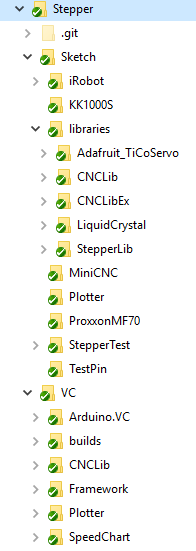 Stepper
.git
Sketch
iRobot
KK1000S
libraries
Adafruit_TiCoServo
CNCLib
CNCLibEx
LiquidCrystal
StepperLib
MiniCNC
Plotter
ProxxonMF70
StepperTest
TestPin
VC
Arduino.VC
builds
CNCLib
Framework
Plotter
SpeedChart